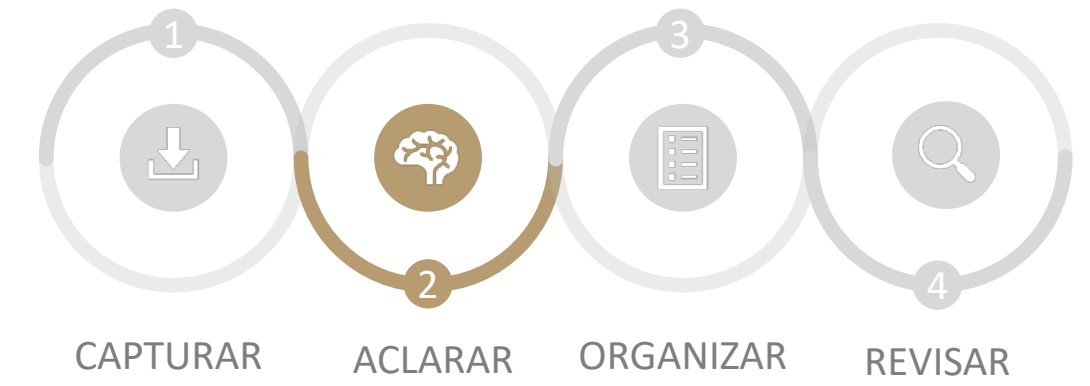 1
3
2
4
CAPTURAR
ACLARAR
ORGANIZAR
REVISAR